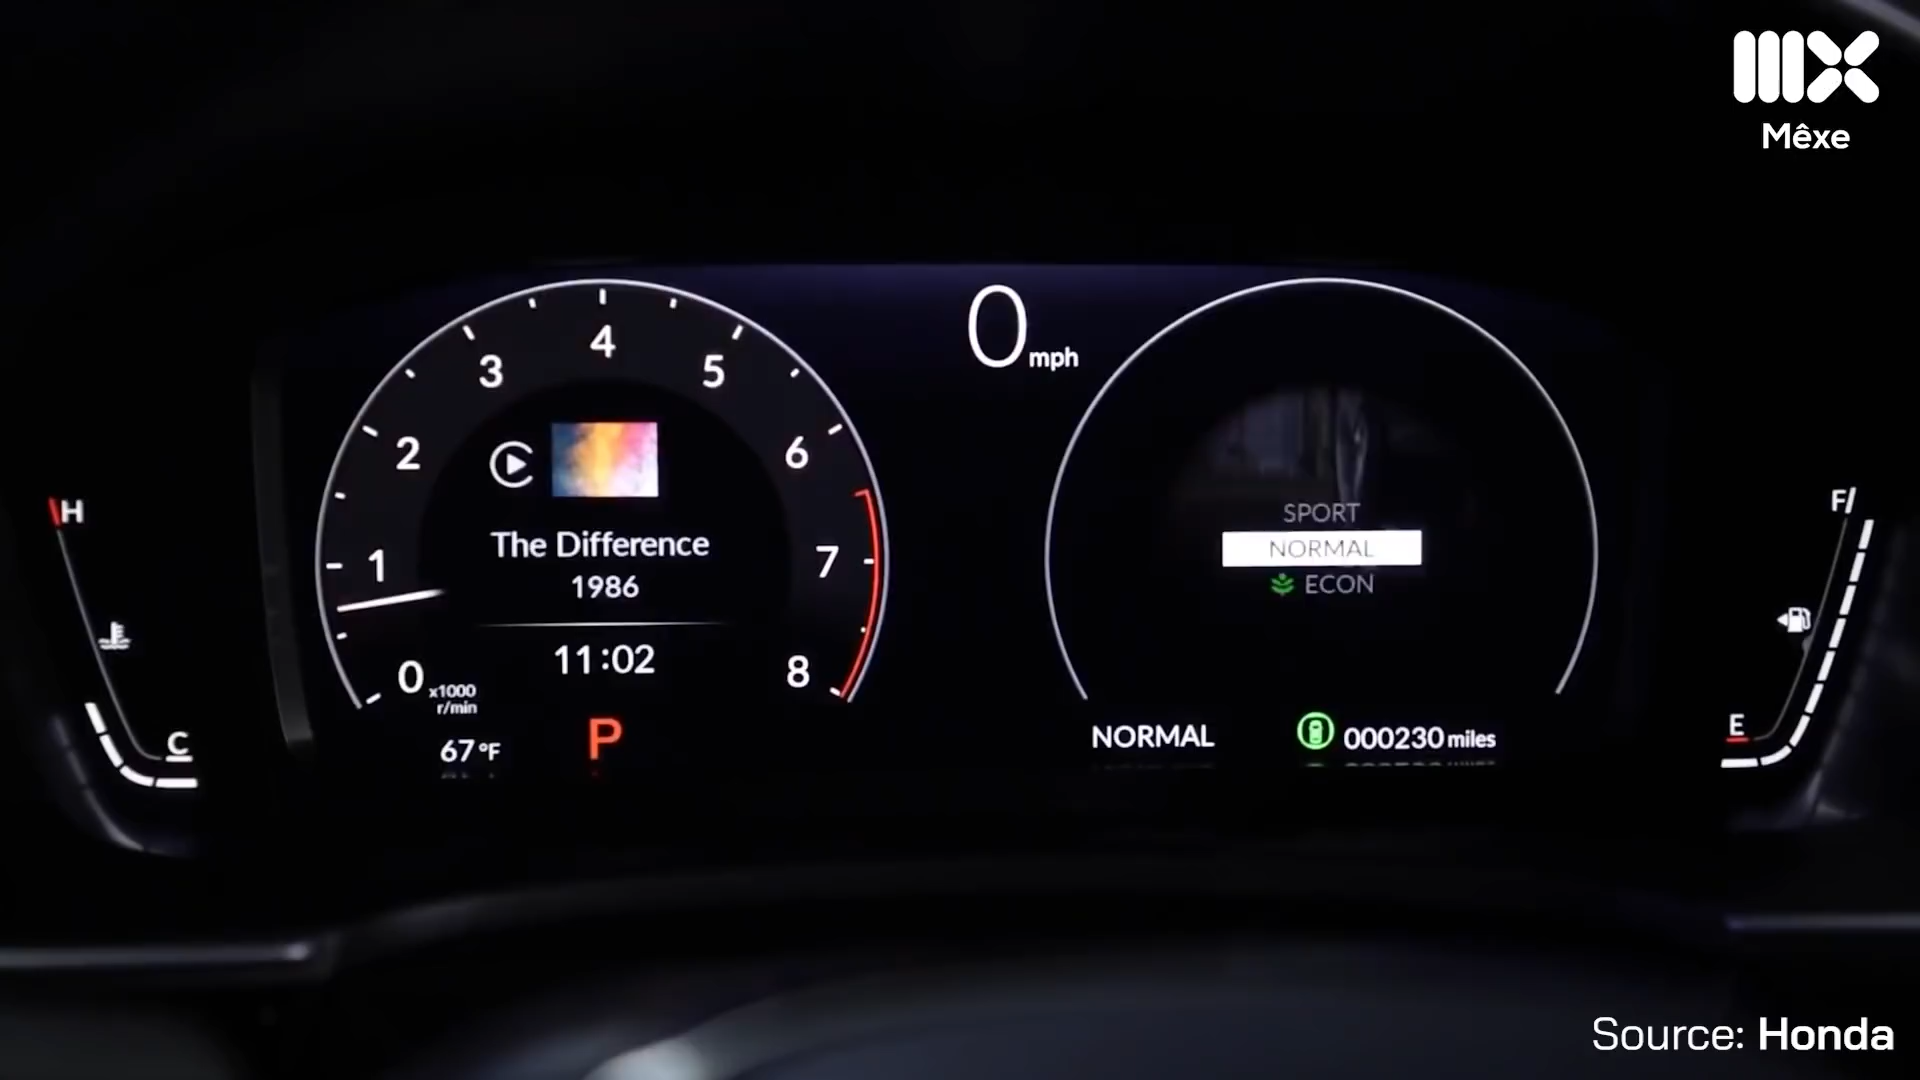 MX
Mêxe
0 mph
4
3
5
2
6
1
7
0
8
x1000
r/min
The Difference
1986
11:02
67°F
P
SPORT
NORMAL
ECON
NORMAL
000230 miles
H
C
F
E
Source: Honda